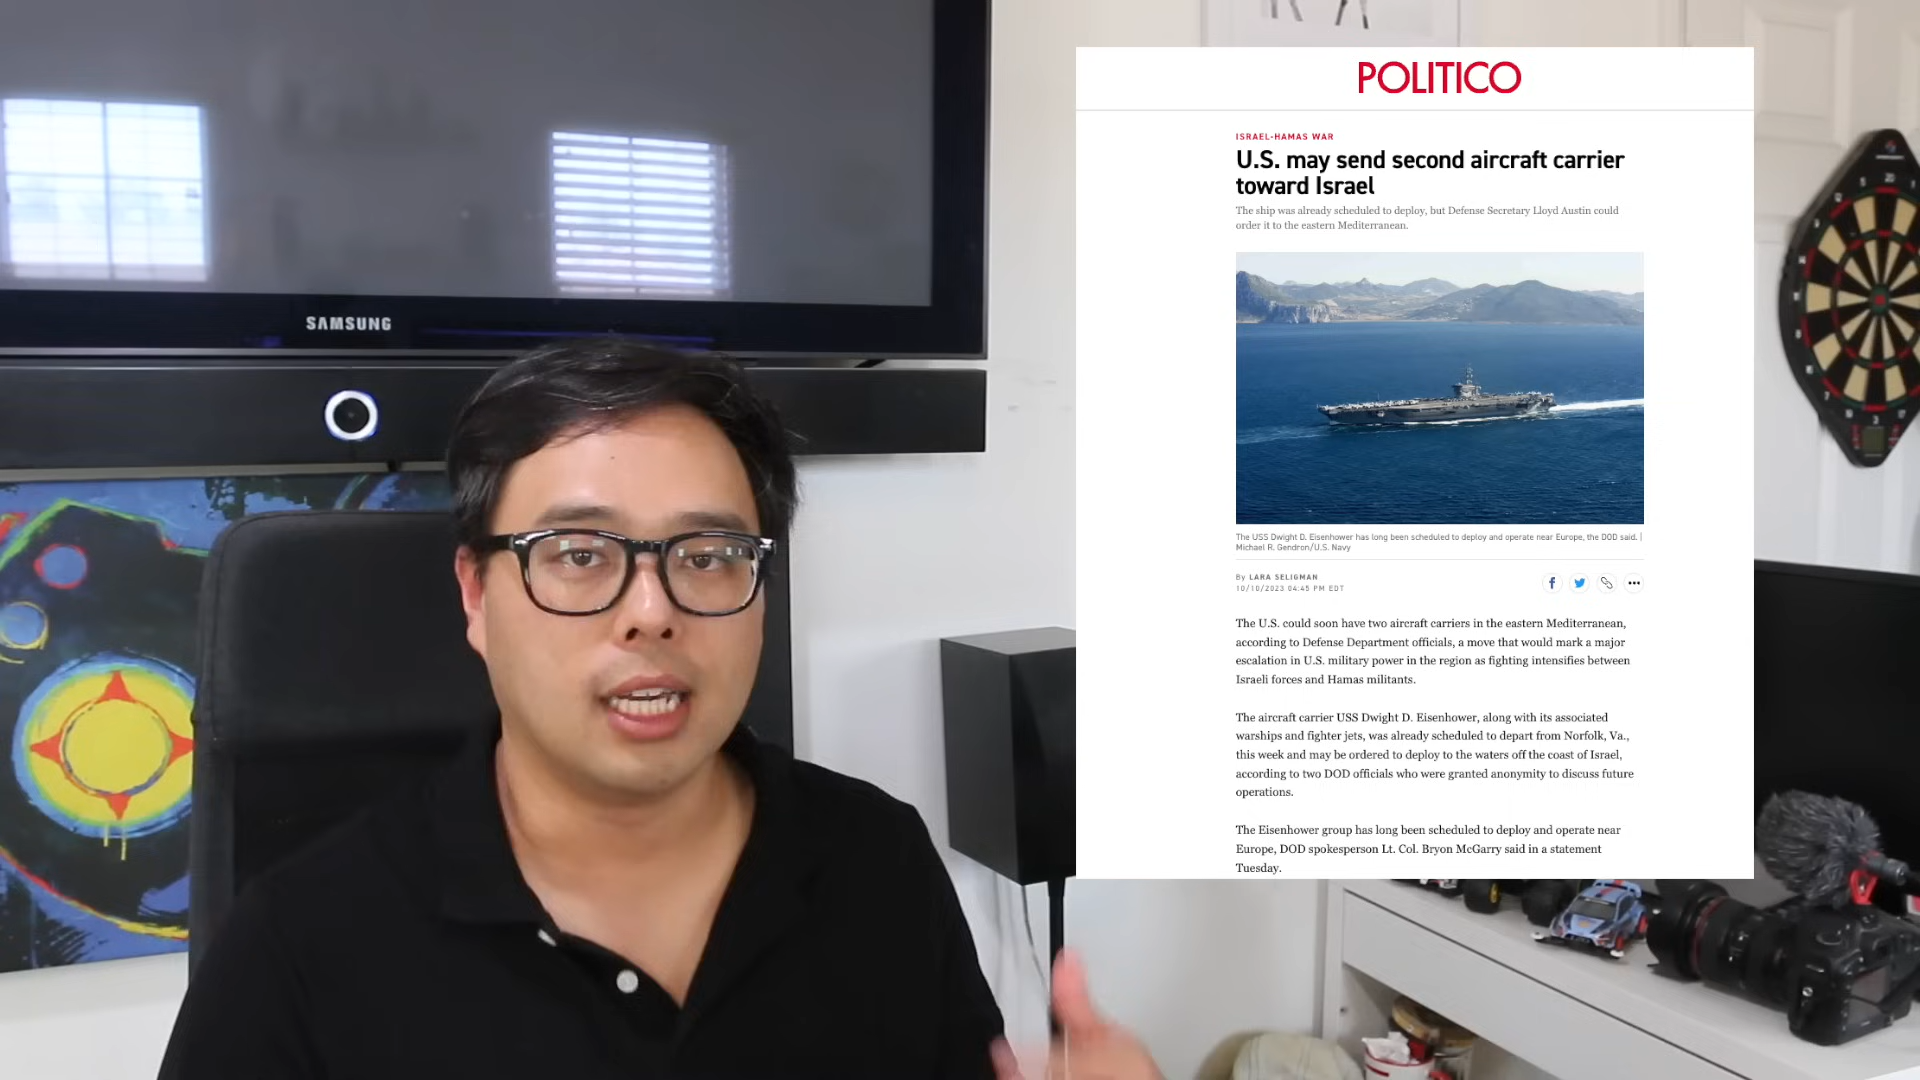 SAMSUNG
POLITICO
ISRAEL-HAMAS WAR
U.S. may send second aircraft carrier
toward Israel
The ship was already scheduled to deploy, but Defense Secretary Lloyd Austin could
order it to the eastern Mediterranean.
The USS Dwight D. Eisenhower has long been scheduled to deploy and operate near Europe, the DOD said. |
Michael R. Gendron/U.S. Navy
By LARA SELIGMAN
10/10/2023 04:45 PM EDT
The U.S. could soon have two aircraft carriers in the eastern Mediterranean,
according to Defense Department officials, a move that would mark a major
escalation in U.S. military power in the region as fighting intensifies between
Israeli forces and Hamas militants.
The aircraft carrier USS Dwight D. Eisenhower, along with its associated
warships and fighter jets, was already scheduled to depart from Norfolk, Va.,
this week and may be ordered to deploy to the waters off the coast of Israel,
according to two DOD officials who were granted anonymity to discuss future
operations.
The Eisenhower group has long been scheduled to deploy and operate near
Europe, DOD spokesperson Lt. Col. Bryon McGarry said in a statement
Tuesday.